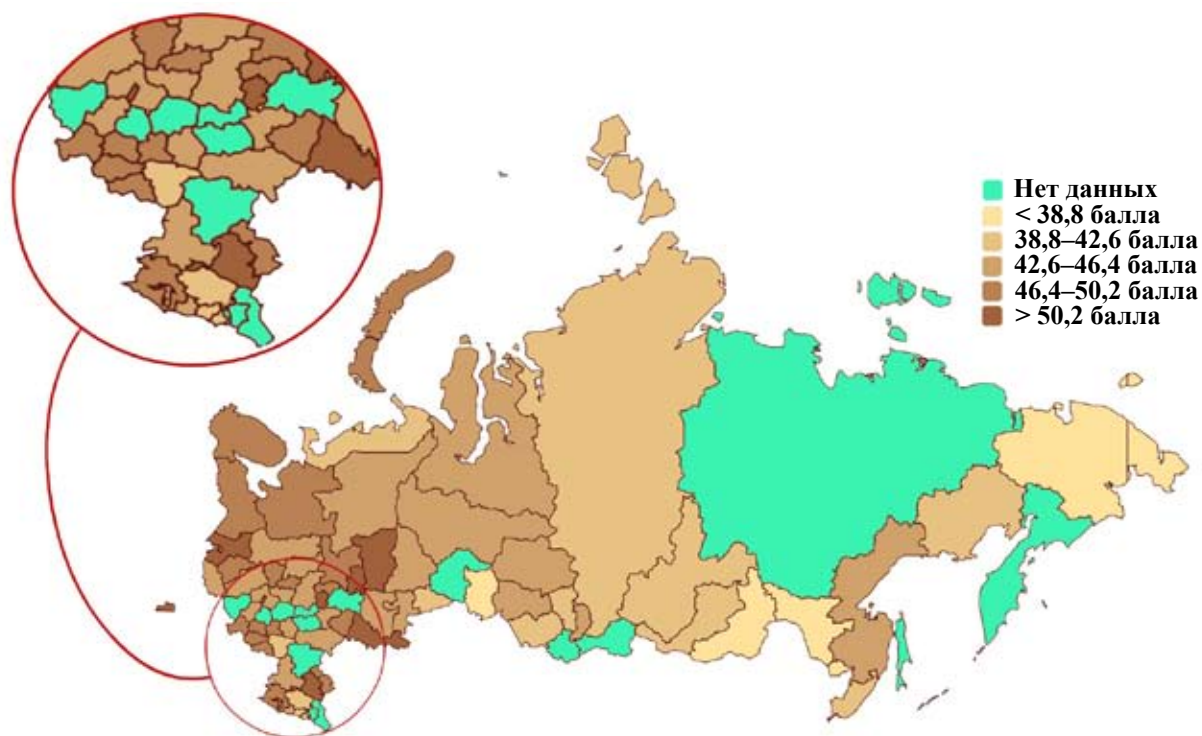 Нет данных
< 38,8 балла
38,8–42,6 балла
42,6–46,4 балла
46,4–50,2 балла
> 50,2 балла